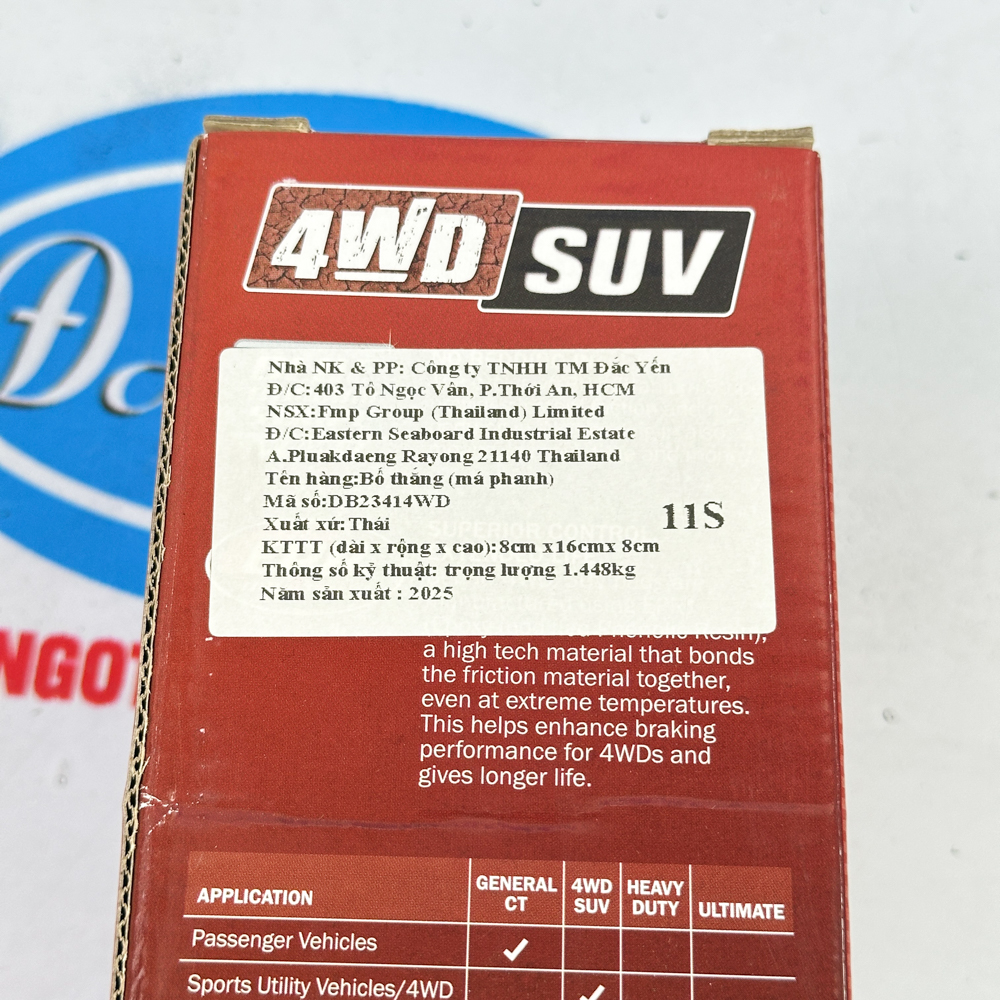 4WD SUV
Nhà NK & PP: Công ty TNHH TM Đắc Yến
Đ/C:403 Tô Ngọc Vân, P.Thới An, HCM
NSX:Fmp Group (Thailand) Limited
Đ/C:Eastern Seaboard Industrial Estate
A.Pluakdaeng Rayong 21140 Thailand
Tên hàng:Bố thắng (má phanh)
Mã số:DB23414WD
Xuất xứ:Thái
11S
KTTT (dài x rộng x cao):8cm x16cmx 8cm
Thông số kỹ thuật: trọng lượng 1.448kg
Năm sản xuất : 2025
a high tech material that bonds
the friction material together,
even at extreme temperatures.
This helps enhance braking
performance for 4WDs and
gives longer life.
APPLICATION GENERAL CT 4WD SUV HEAVY DUTY ULTIMATE
Passenger Vehicles ✓
Sports Utility Vehicles/4WD ✓